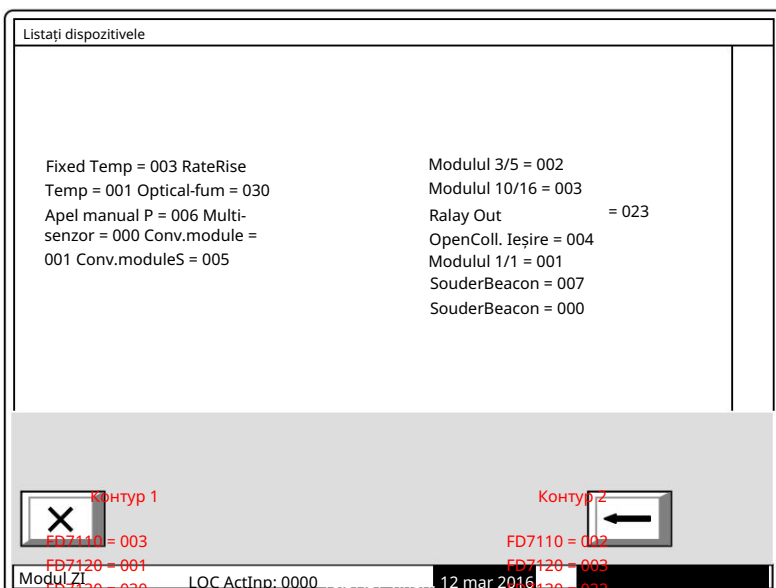 Listați dispozitivele
Fixed Temp = 003 RateRise
Temp = 001 Optical-fum = 030
Apel manual P = 006 Multi-
senzor = 000 Conv.module =
001 Conv.moduleS = 005
Modulul 3/5 = 002
Modulul 10/16 = 003
Ralay Out = 023
OpenColl. Ieșire = 004
Modulul 1/1 = 001
SouderBeacon = 007
SouderBeacon = 000
Контур 1
Контур 2
FD7110 = 003
FD7110 = 002
FD7120 = 001
FD7120 = 003
Modul ZI
LOC ActInp: 0000
12 mar 2016